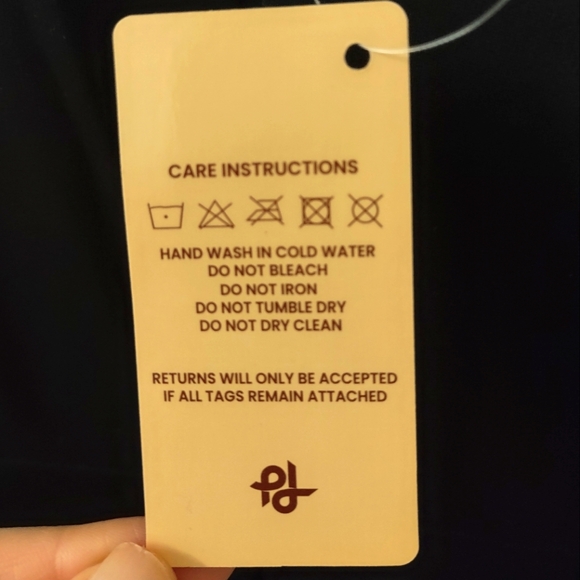 CARE INSTRUCTIONS
HAND WASH IN COLD WATER
DO NOT BLEACH
DO NOT IRON
DO NOT TUMBLE DRY
DO NOT DRY CLEAN
RETURNS WILL ONLY BE ACCEPTED
IF ALL TAGS REMAIN ATTACHED